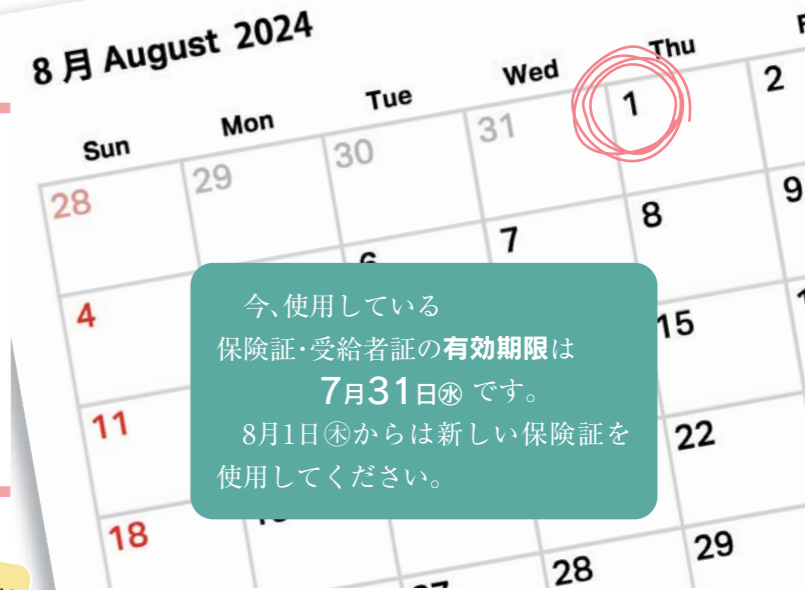 8月 August 2024
Sun Mon Tue Wed Thu
28 29 30 31 1 2
7 8 9
4
15
11
22
18
28 29
今、使用している
保険証・受給者証の有効期限は
7月31日㊌ です。
8月1日㊍からは新しい保険証を
使用してください。